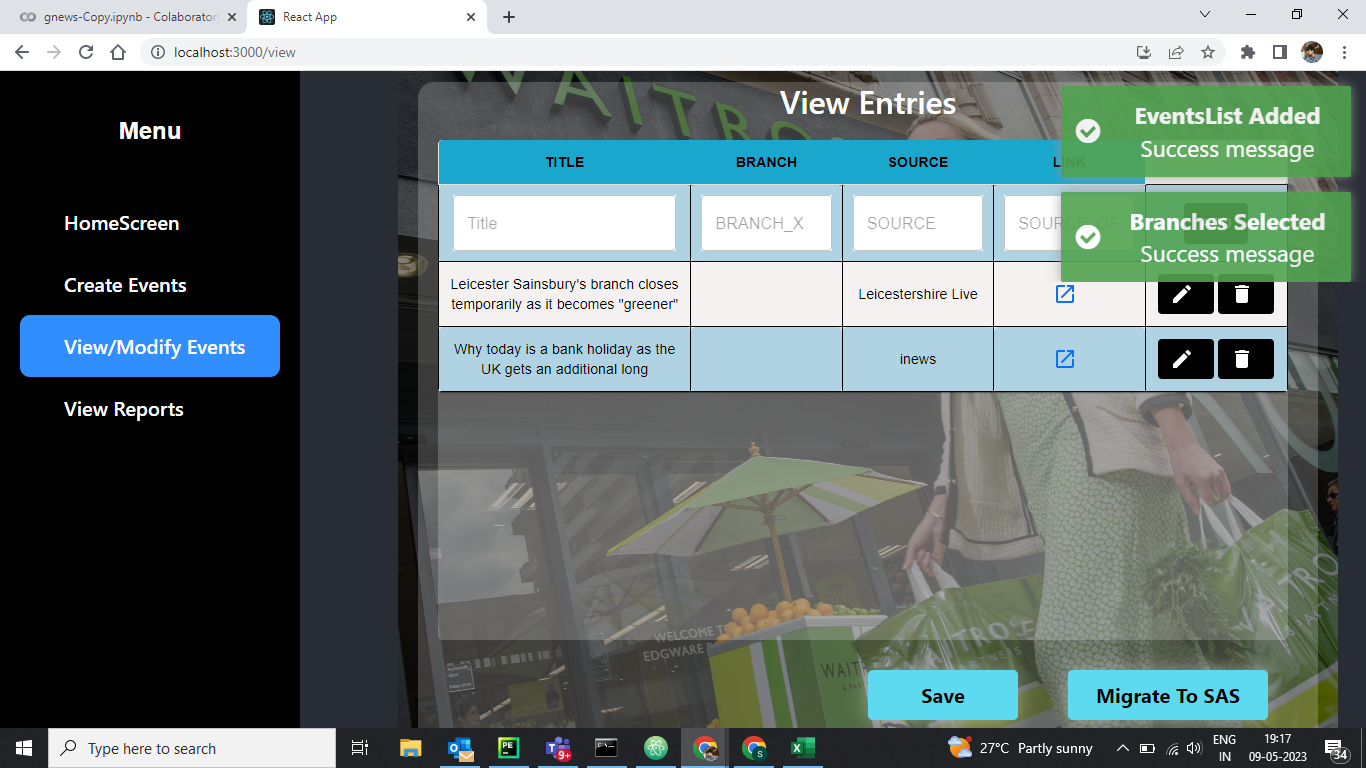 gnews-Copy.ipynb - Colaborator
React App
localhost:3000/view
Menu
HomeScreen
Create Events
View/Modify Events
View Reports
WAITRO
View Entries
EventsList Added
Success message
Branches Selected
Success message
TITLE BRANCH SOURCE LINK
Title BRANCH_X SOURCE SOURCE_OF
Leicester Sainsbury's branch closes
temporarily as it becomes "greener"
Leicestershire Live
Why today is a bank holiday as the
UK gets an additional long
inews
WELCOME TO
EDGWARE
WAIT
WAITROSE
Save
Migrate To SAS
Type here to search
9+
27°C Partly sunny
ENG
IN
19:17
09-05-2023
34